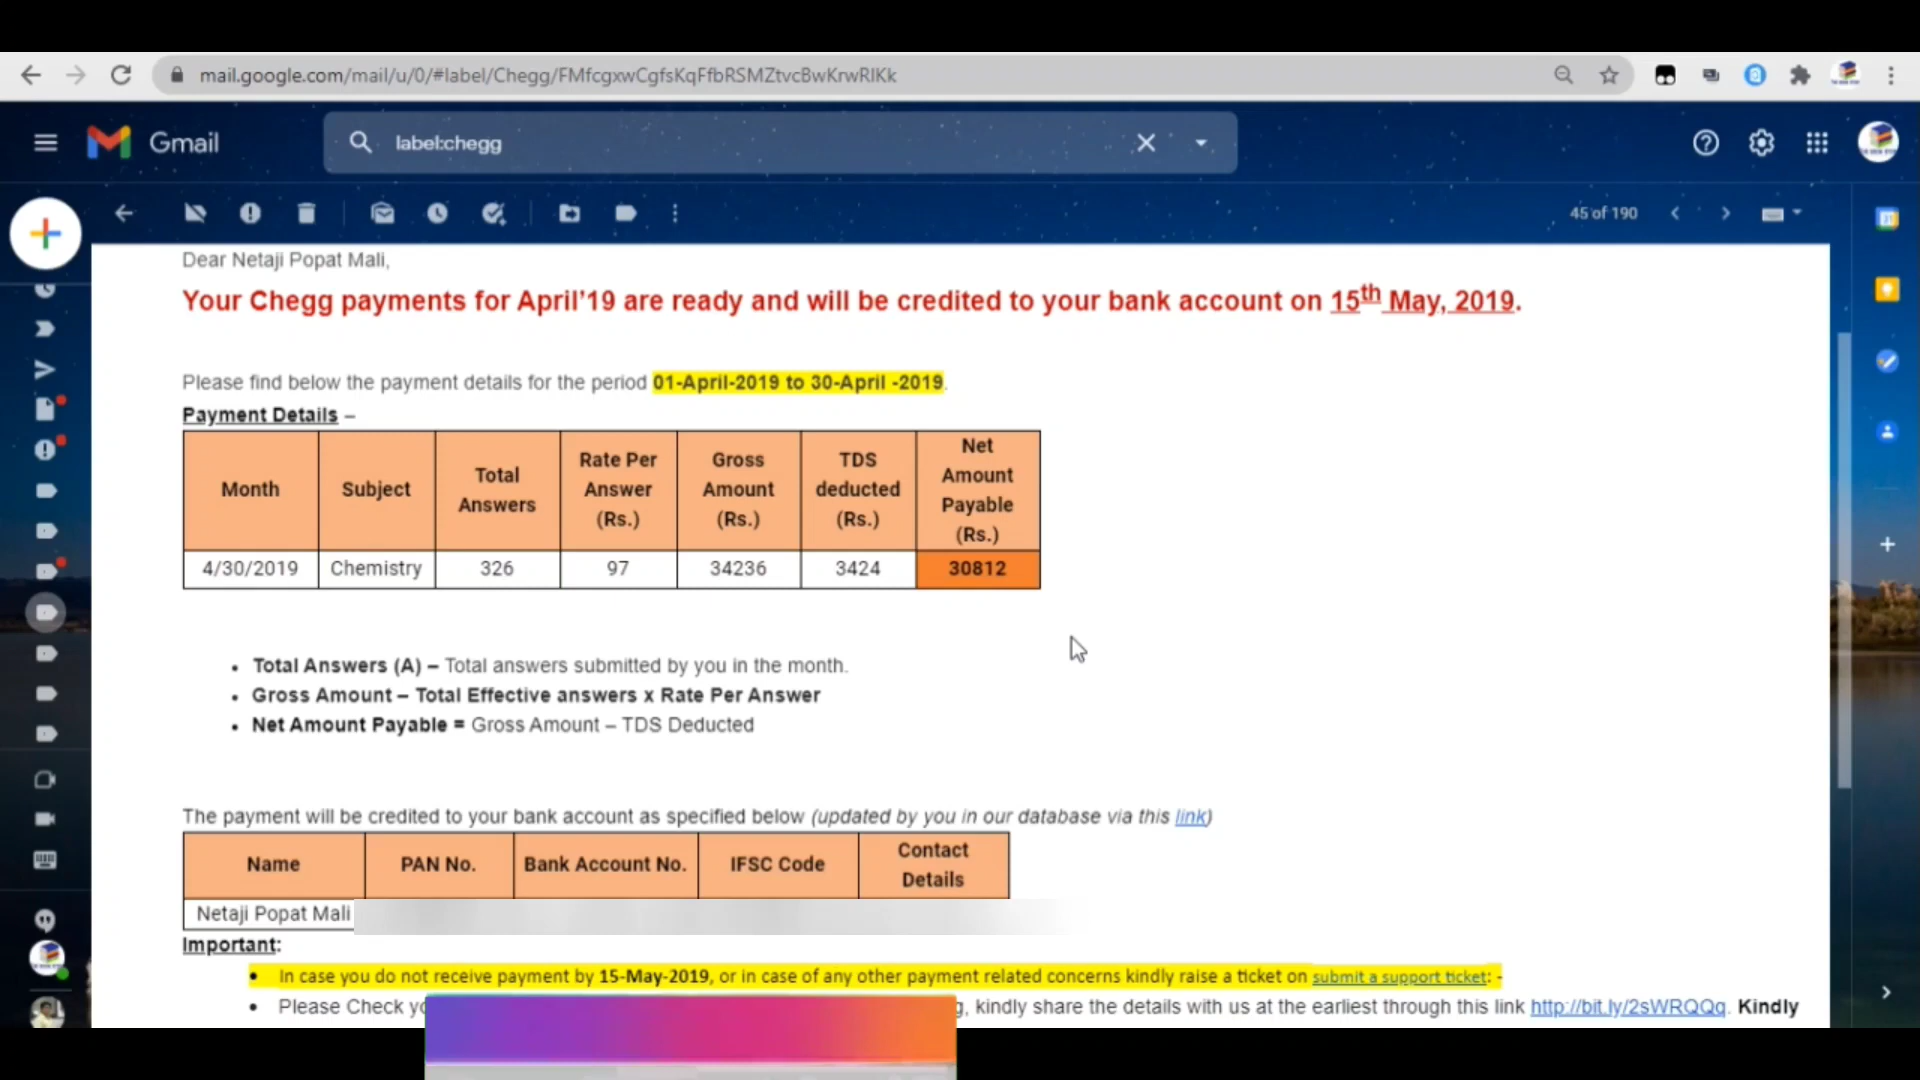 mail.google.com/mail/u/0/#label/Chegg/FMfcgxwCgfsKqFfbRSMZtvcBwKrwRlKk
Gmail
label:chegg
45 of 190
Dear Netaji Popat Mali,
Your Chegg payments for April'19 are ready and will be credited to your bank account on 15th May, 2019.
Please find below the payment details for the period 01-April-2019 to 30-April -2019.
Payment Details –
Month Subject Total Answers Rate Per Answer (Rs.) Gross Amount (Rs.) TDS deducted (Rs.) Net Amount Payable (Rs.)
4/30/2019 Chemistry 326 97 34236 3424 30812
• Total Answers (A) – Total answers submitted by you in the month.
• Gross Amount – Total Effective answers x Rate Per Answer
• Net Amount Payable = Gross Amount – TDS Deducted
The payment will be credited to your bank account as specified below (updated by you in our database via this link)
Name PAN No. Bank Account No. IFSC Code Contact Details
Netaji Popat Mali
Important:
• In case you do not receive payment by 15-May-2019, or in case of any other payment related concerns kindly raise a ticket on submit a support ticket: -
• Please Check g, kindly share the details with us at the earliest through this link http://bit.ly/2sWRQQq. Kindly